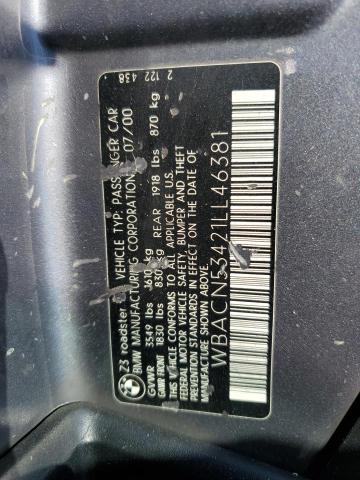 2 122 438
Z3 roadster VEHICLE TYP: PASSENGER CAR
BMW MANUFACTURING CORPORATION 07/00
GVWR 3549 lbs 1610 kg
GAWR FRONT 1830 lbs 830 kg REAR 1918 lbs 870 kg
THIS VEHICLE CONFORMS TO ALL APPLICABLE U.S.
FEDERAL MOTOR VEHICLE SAFETY, BUMPER AND THEFT
PREVENTION STANDARDS IN EFFECT ON THE DATE OF
MANUFACTURE SHOWN ABOVE.
WBACN53421LL46381